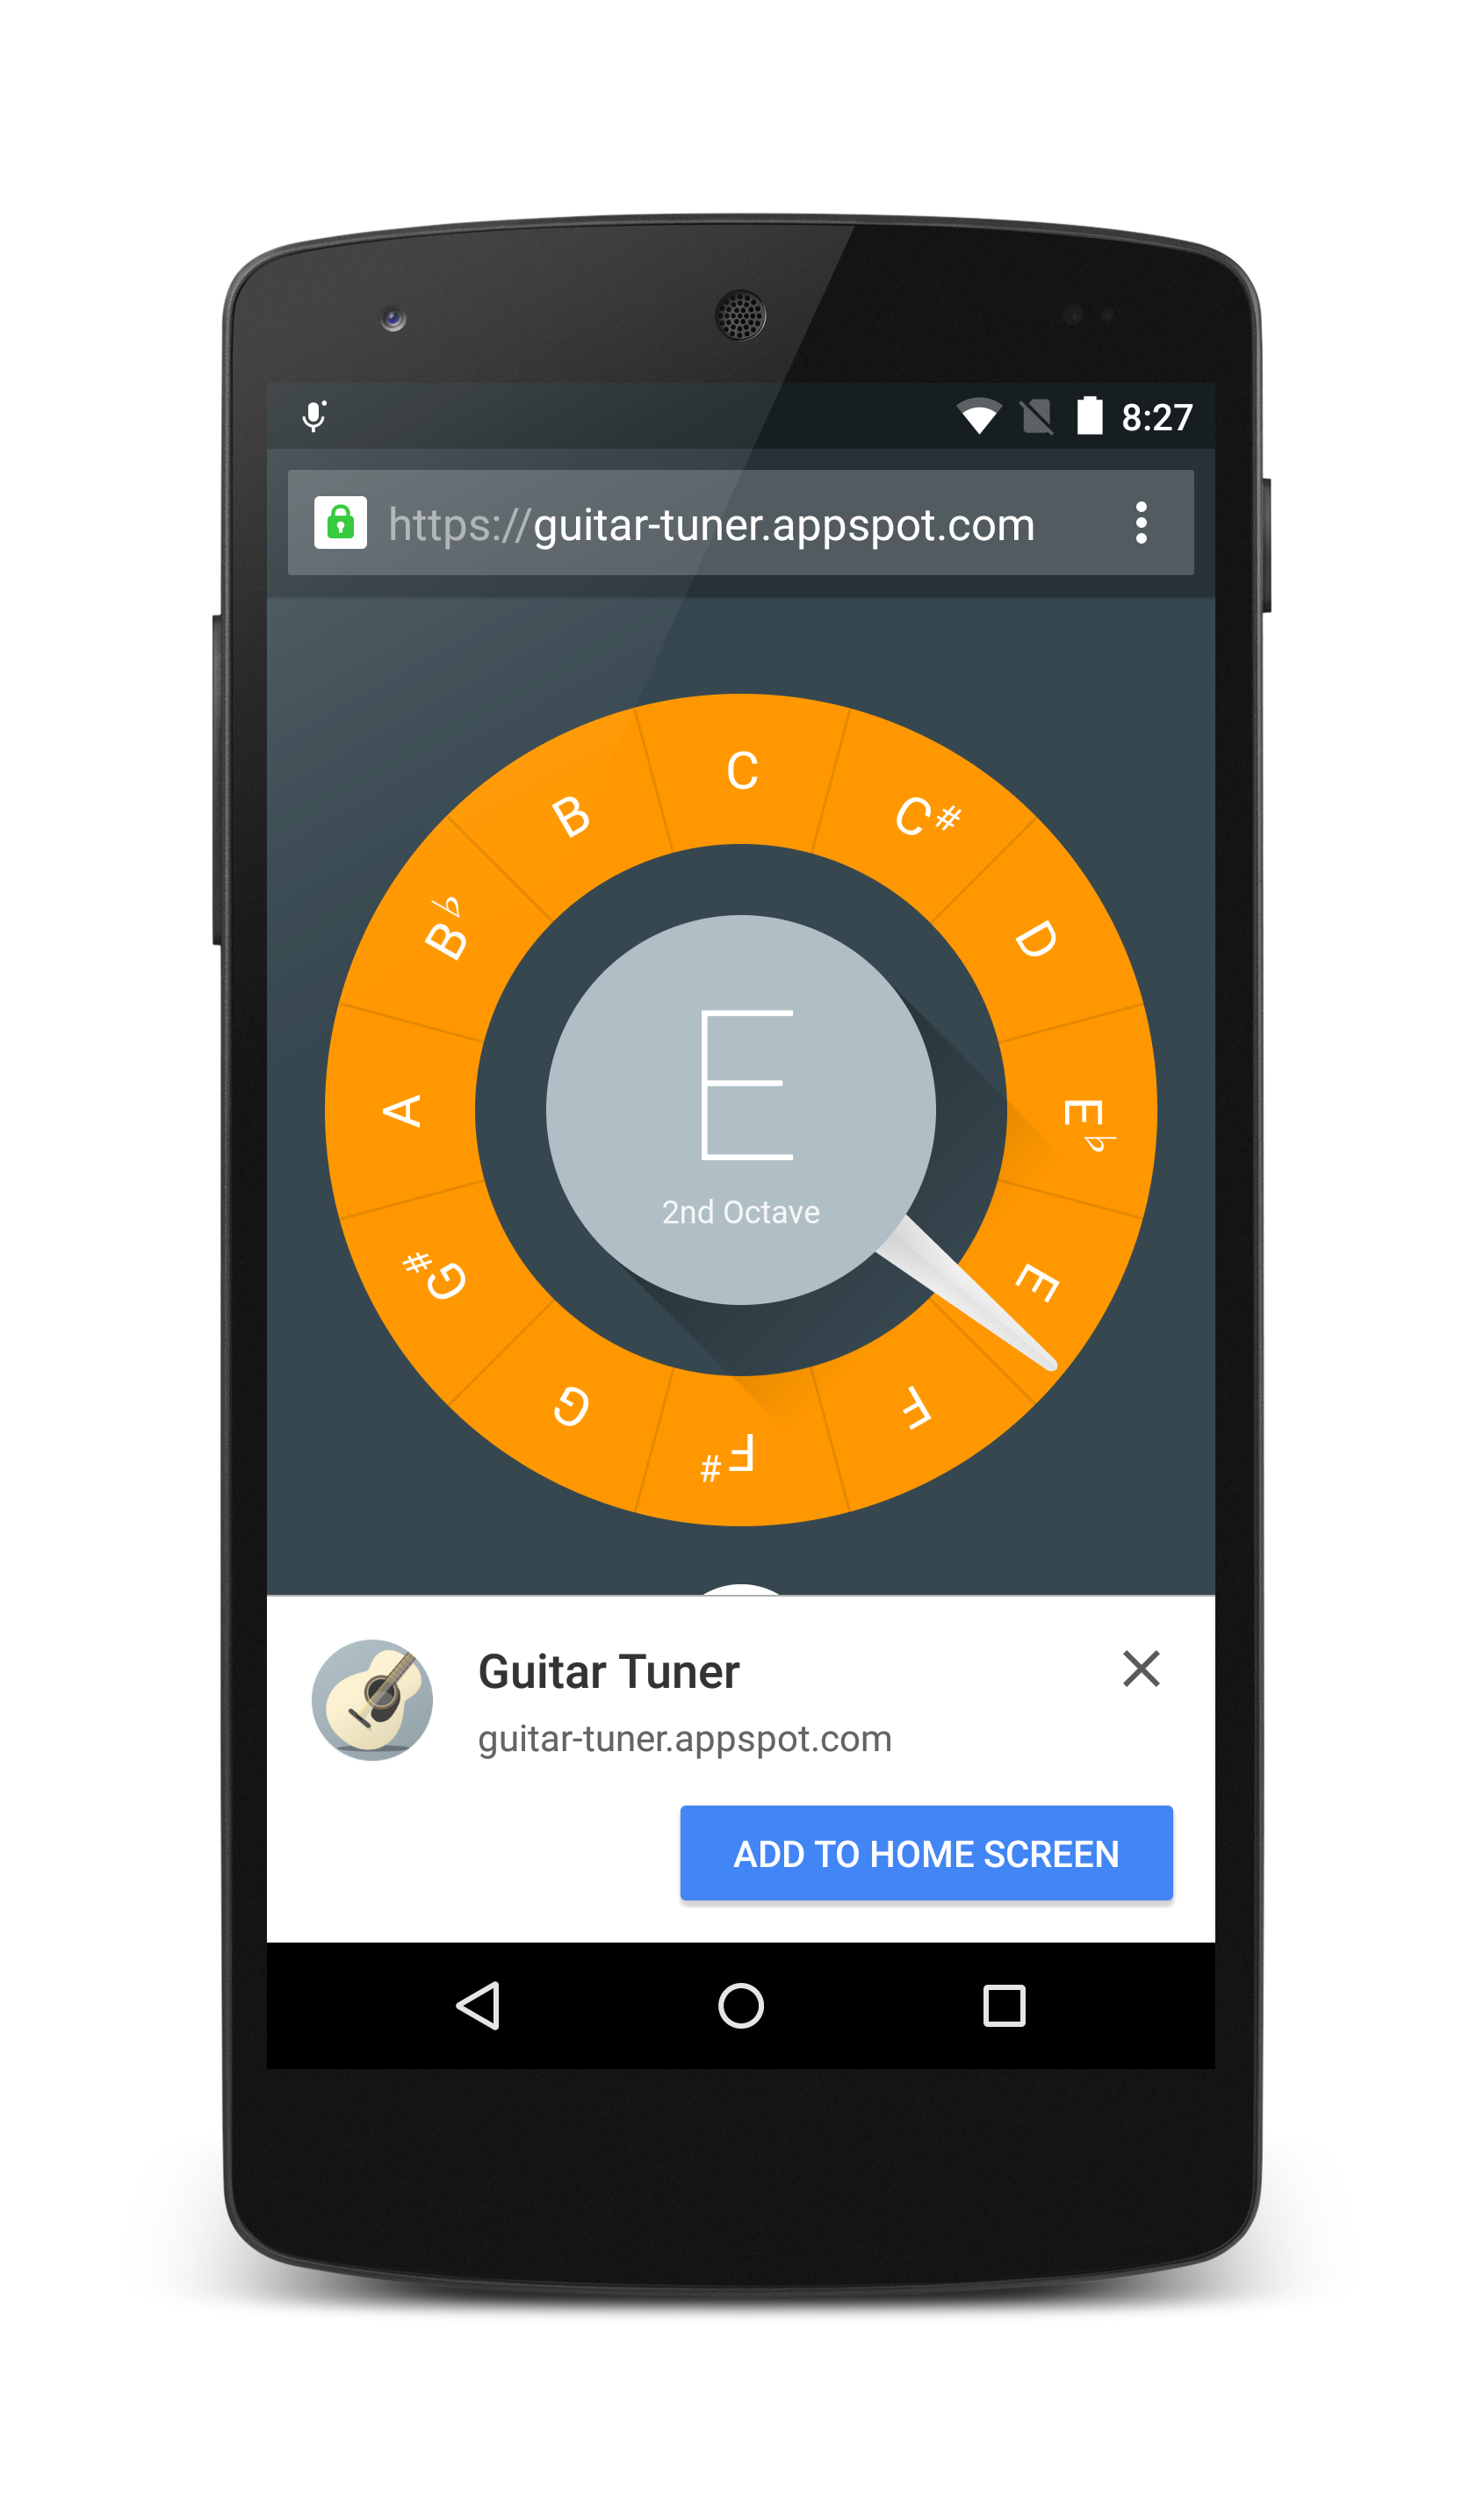 8:27
https://guitar-tuner.appspot.com
C
C#
D
E♭
E
F
F#
G
G#
A
B♭
B
E
2nd Octave
Guitar Tuner
guitar-tuner.appspot.com
ADD TO HOME SCREEN